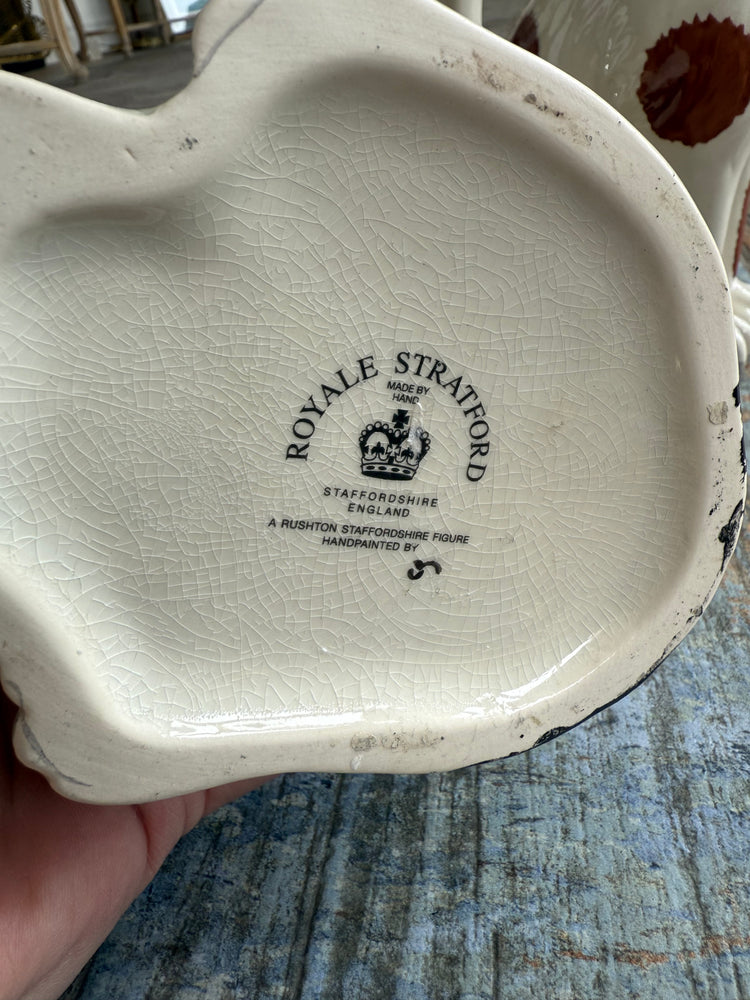 ROYALE STRATFORD
MADE BY
HAND
STAFFORDSHIRE
ENGLAND
A RUSHTON STAFFORDSHIRE FIGURE
HANDPAINTED BY